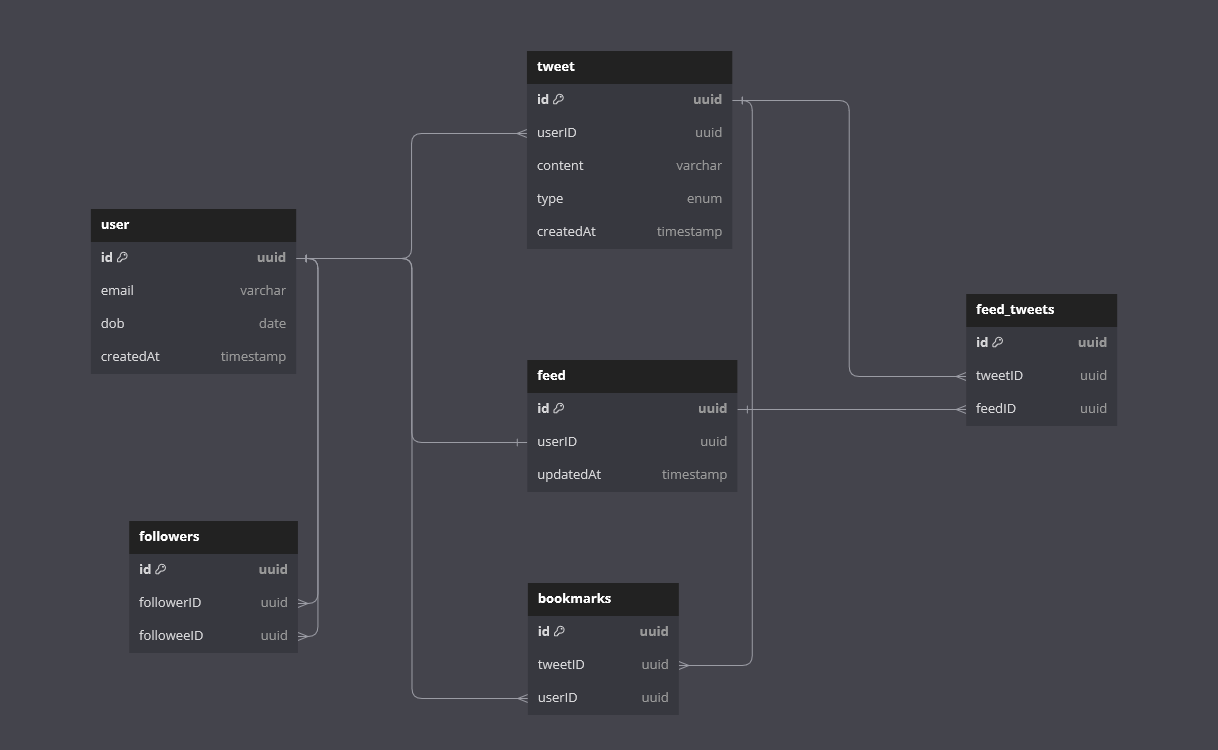 tweet
id uuid
userID uuid
content varchar
type enum
createdAt timestamp
user
id uuid
email varchar
dob date
createdAt timestamp
feed_tweets
id uuid
tweetID uuid
feedID uuid
feed
id uuid
userID uuid
updatedAt timestamp
followers
id uuid
followerID uuid
followeeID uuid
bookmarks
id uuid
tweetID uuid
userID uuid